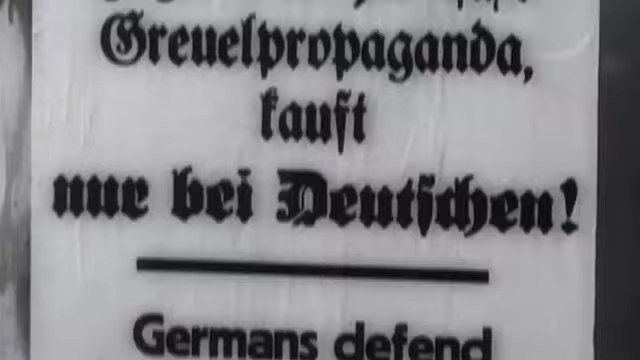 Greuelpropaganda,
kauft
nur bei Deutschen!
Germans defend